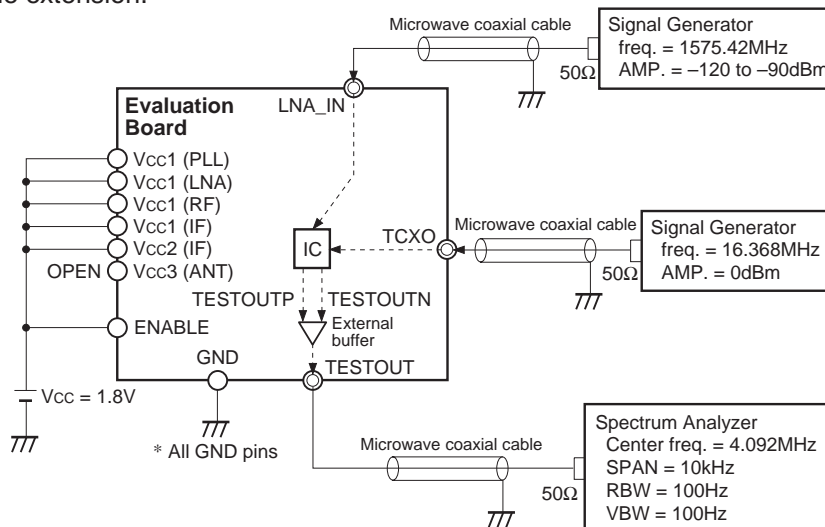 extension.
Microwave coaxial cable
Signal Generator
freq. = 1575.42MHz
AMP. = –120 to –90dBm
50Ω
LNA_IN
Evaluation
Board
VCC1 (PLL)
VCC1 (LNA)
VCC1 (RF)
VCC1 (IF)
VCC2 (IF)
OPEN
VCC3 (ANT)
ENABLE
IC
TCXO
Microwave coaxial cable
Signal Generator
freq. = 16.368MHz
AMP. = 0dBm
50Ω
TESTOUTP
TESTOUTN
External
buffer
GND
TESTOUT
VCC = 1.8V
* All GND pins
Microwave coaxial cable
Spectrum Analyzer
Center freq. = 4.092MHz
SPAN = 10kHz
RBW = 100Hz
VBW = 100Hz
50Ω